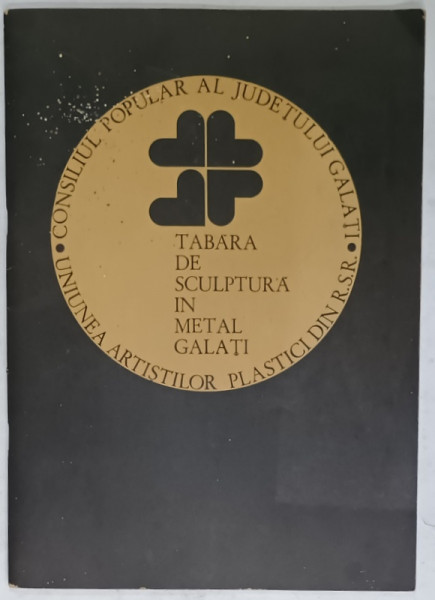 CONSILIUL POPULAR AL JUDEȚULUI GALAȚI
TABĂRA
DE
SCULPTURĂ
IN
METAL
GALAȚI
• UNIUNEA ARTIȘTILOR PLASTICI DIN R.S.R. •